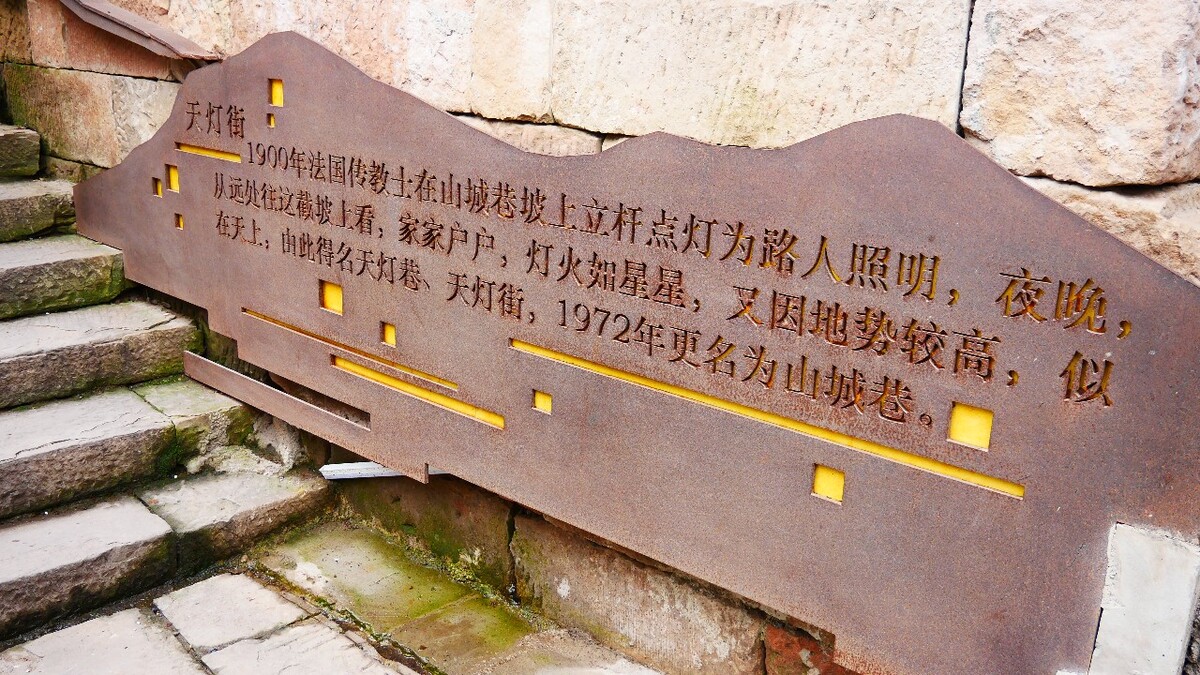 天灯街
1900年法国传教士在山城巷坡上立杆点灯为路人照明，夜晚，
从远处往这截坡上看，家家户户，灯火如星星，又因地势较高，似
在天上，由此得名天灯巷、天灯街，1972年更名为山城巷。